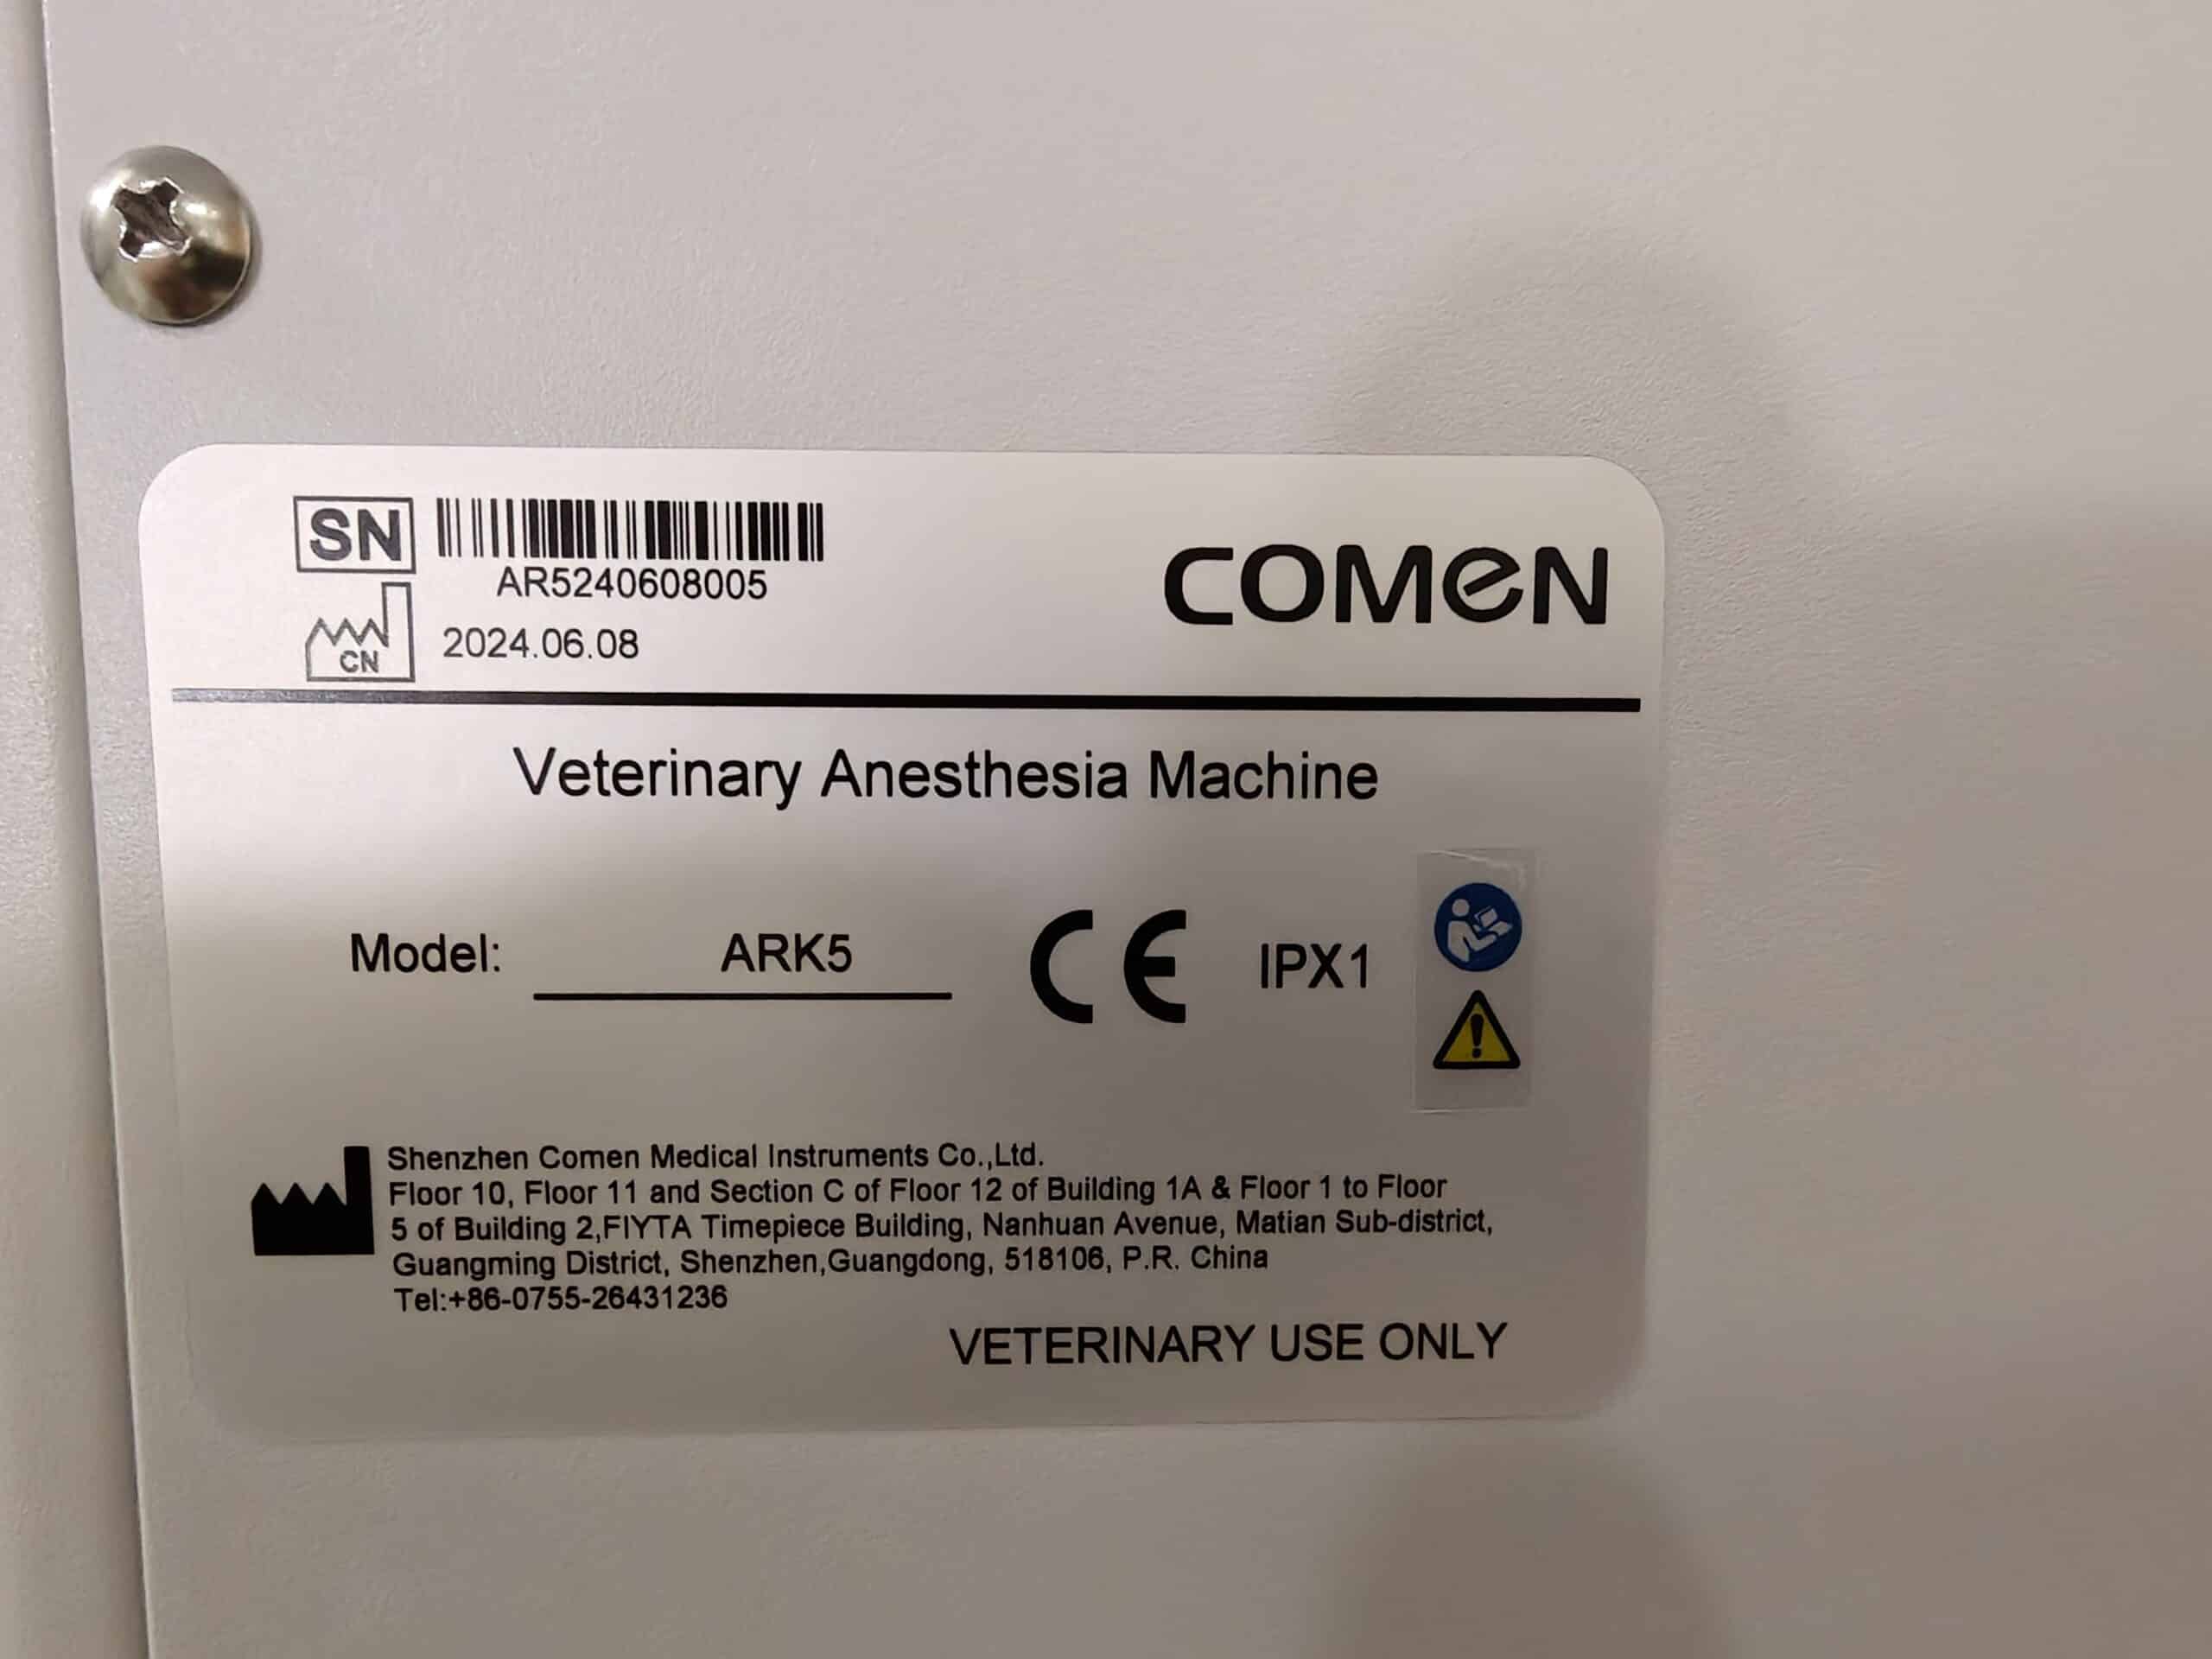 SN
AR5240608005
CN
2024.06.08
COMEN
Veterinary Anesthesia Machine
Model: ARK5
CE IPX1
Shenzhen Comen Medical Instruments Co.,Ltd.
Floor 10, Floor 11 and Section C of Floor 12 of Building 1A & Floor 1 to Floor
5 of Building 2,FIYTA Timepiece Building, Nanhuan Avenue, Matian Sub-district,
Guangming District, Shenzhen,Guangdong, 518106, P.R. China
Tel:+86-0755-26431236
VETERINARY USE ONLY